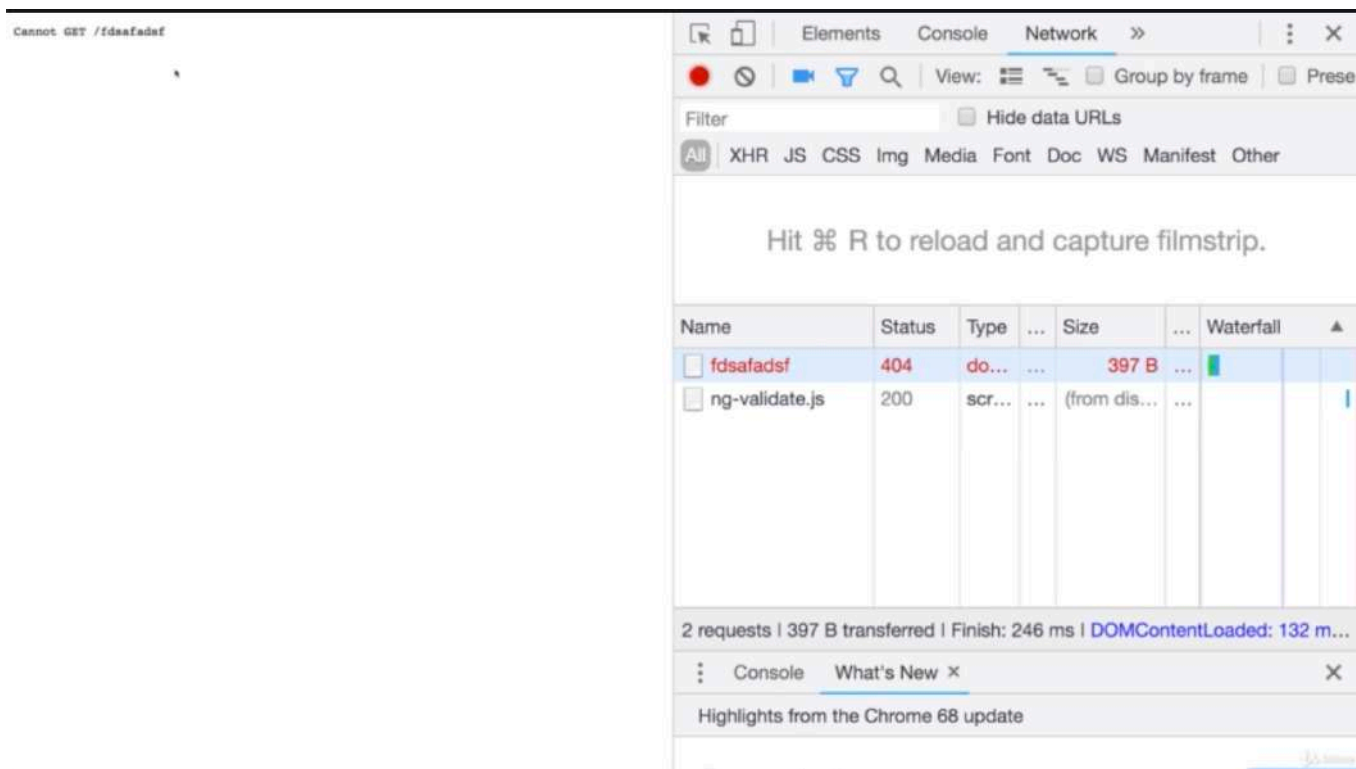 Cannot GET /fdsafadsf
Elements Console Network »
View: Group by frame Prese
Filter Hide data URLs
All XHR JS CSS Img Media Font Doc WS Manifest Other
Hit ⌘ R to reload and capture filmstrip.
Name Status Type ... Size ... Waterfall ▲
fdsafadsf 404 do... ... 397 B ...
ng-validate.js 200 scr... ... (from dis... ...
2 requests | 397 B transferred | Finish: 246 ms | DOMContentLoaded: 132 m...
Console What's New ×
Highlights from the Chrome 68 update